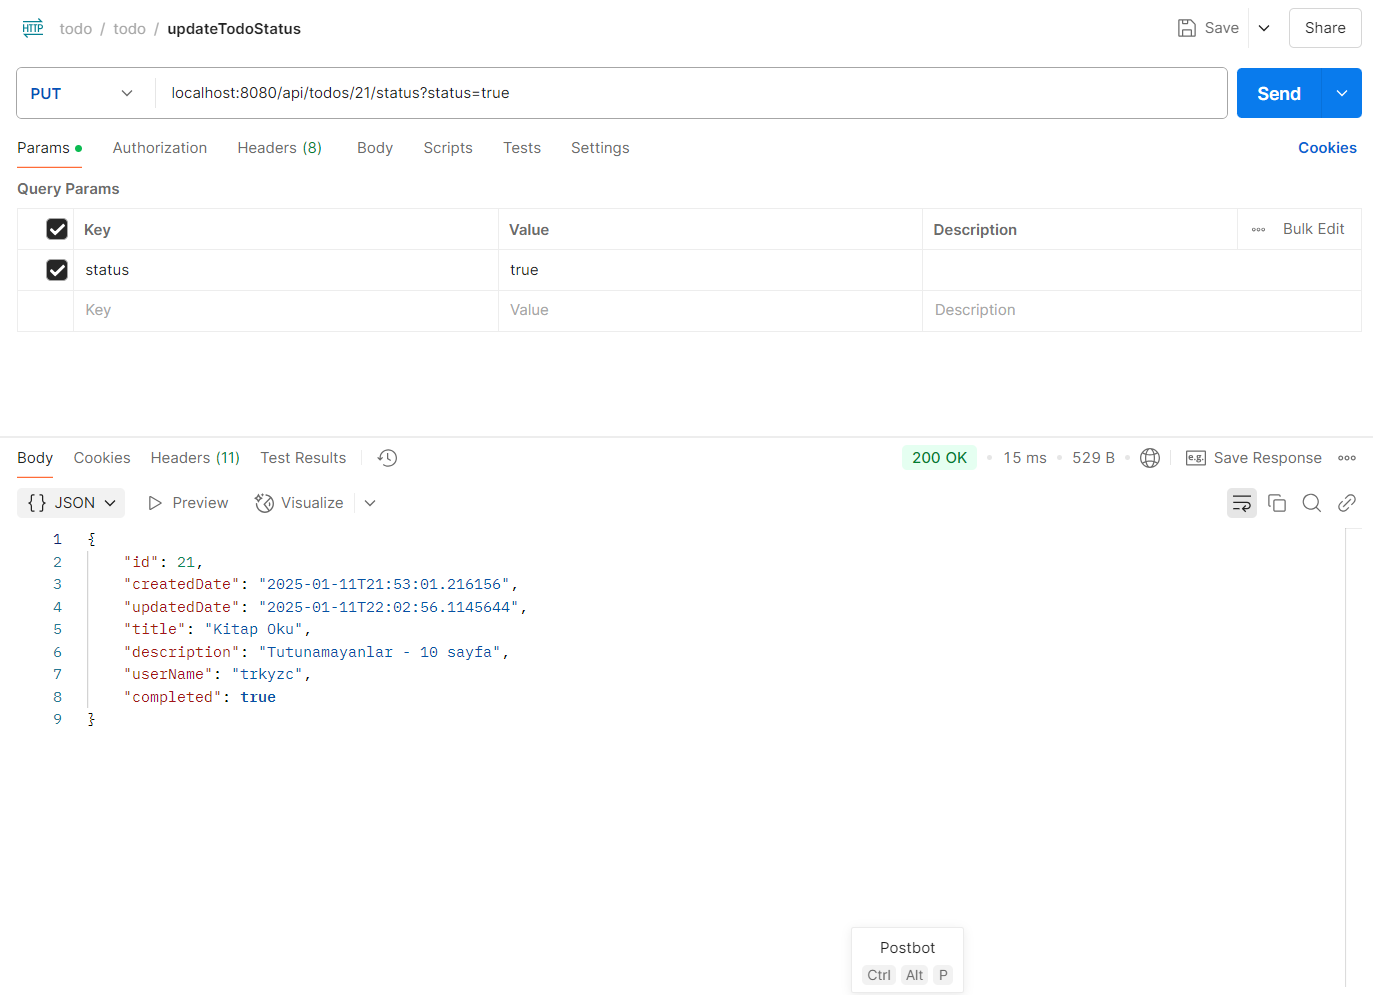 HTTP todo / todo / updateTodoStatus Save Share
PUT localhost:8080/api/todos/21/status?status=true Send
Params Authorization Headers (8) Body Scripts Tests Settings Cookies
Query Params
Key Value Description Bulk Edit
status true
Key Value Description
Body Cookies Headers (11) Test Results 200 OK 15 ms 529 B e.g. Save Response
{} JSON Preview Visualize
1 {
2 "id": 21,
3 "createdDate": "2025-01-11T21:53:01.216156",
4 "updatedDate": "2025-01-11T22:02:56.1145644",
5 "title": "Kitap Oku",
6 "description": "Tutunamayanlar - 10 sayfa",
7 "userName": "trkyzc",
8 "completed": true
9 }
Postbot
Ctrl Alt P